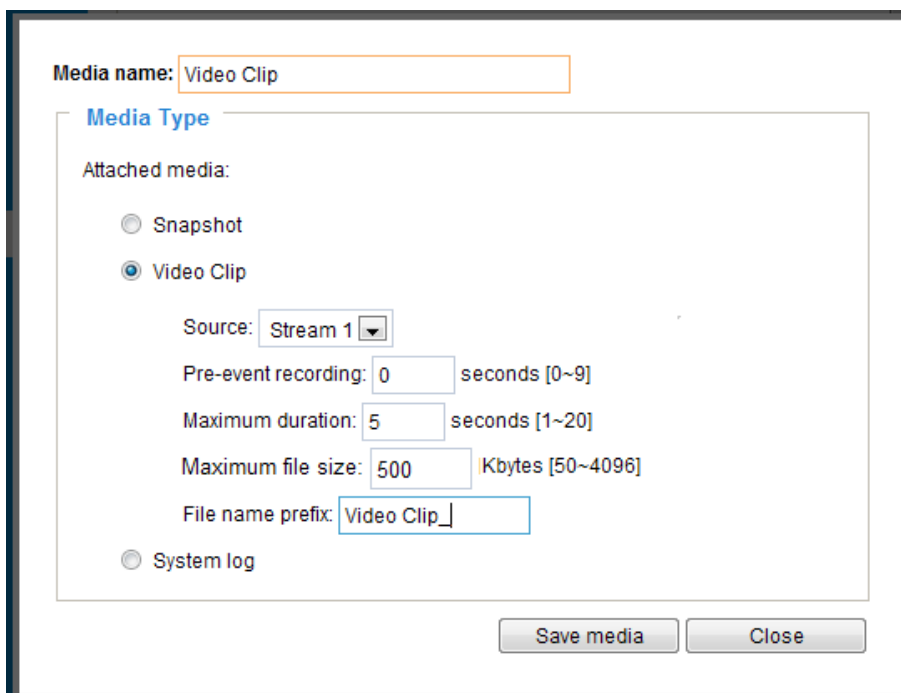 Media name: Video Clip
Media Type
Attached media:
Snapshot
Video Clip
Source: Stream 1
Pre-event recording: 0 seconds [0~9]
Maximum duration: 5 seconds [1~20]
Maximum file size: 500 Kbytes [50~4096]
File name prefix: Video Clip_
System log
Save media Close